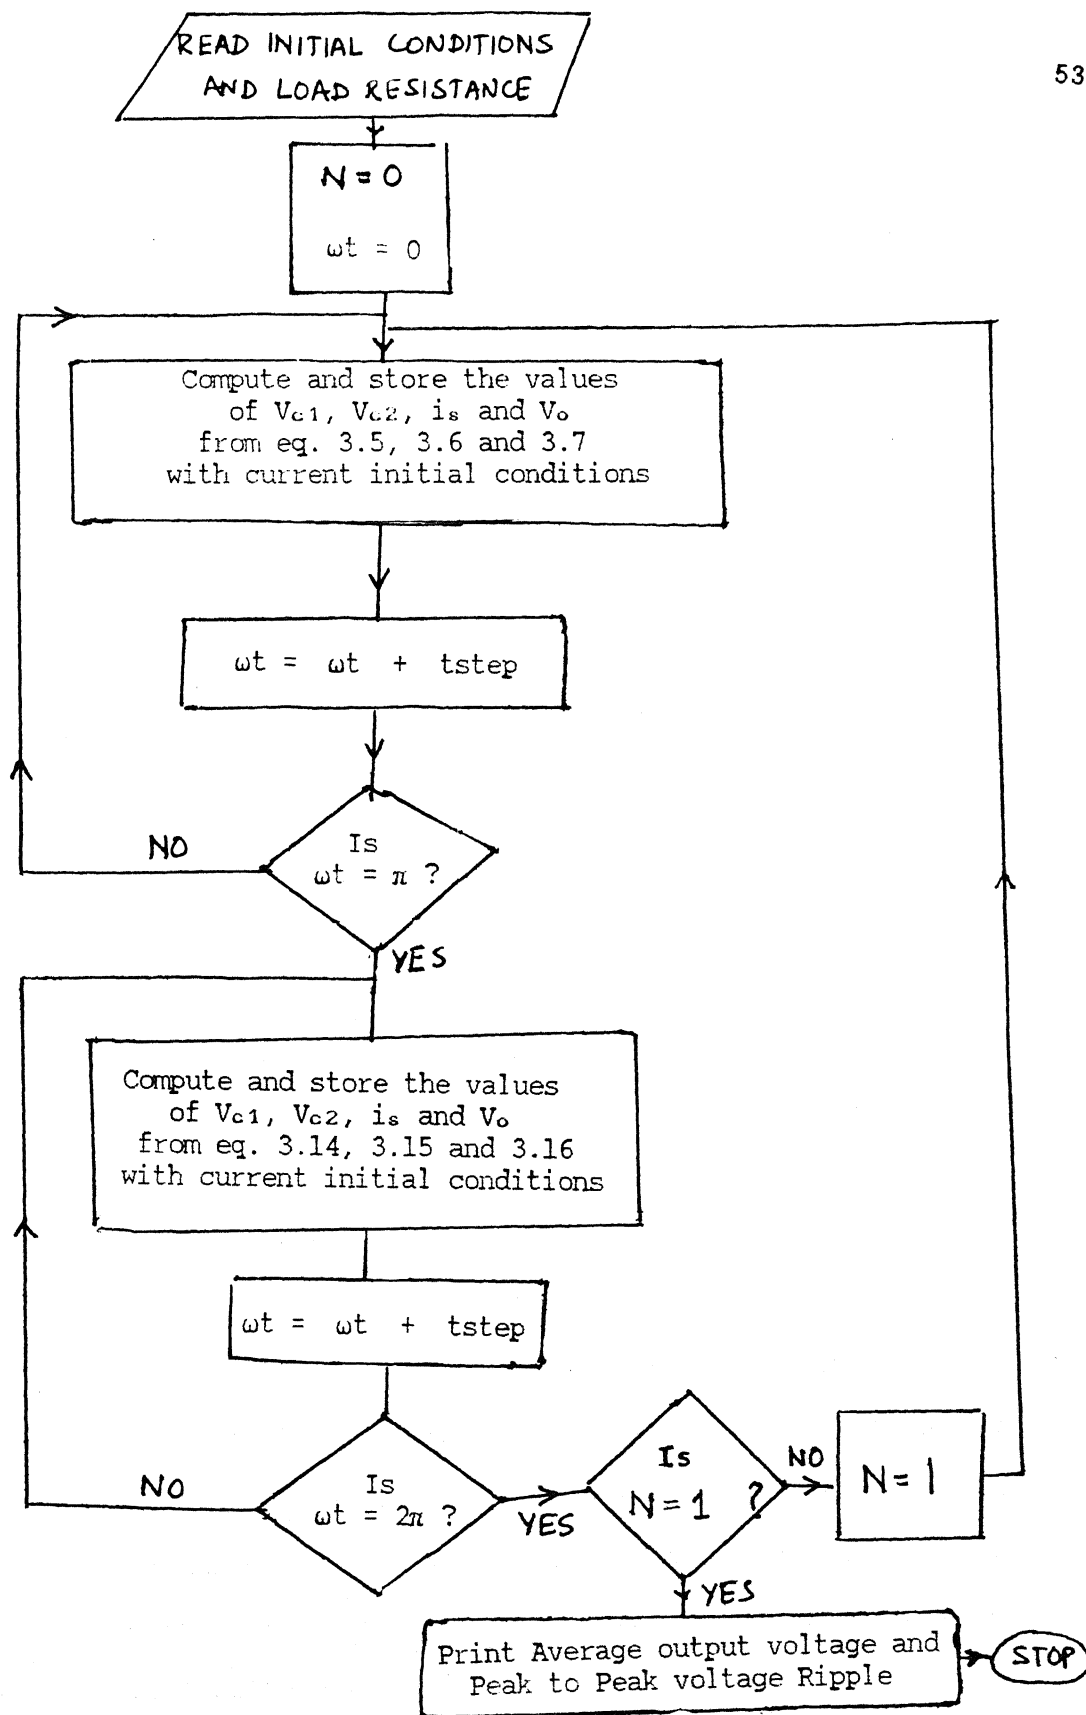 53
READ INITIAL CONDITIONS
AND LOAD RESISTANCE
N = 0
ωt = 0
Compute and store the values
of Vc1, Vc2, is and Vo
from eq. 3.5, 3.6 and 3.7
with current initial conditions
ωt = ωt + tstep
Is
ωt = π ?
NO
YES
Compute and store the values
of Vc1, Vc2, is and Vo
from eq. 3.14, 3.15 and 3.16
with current initial conditions
ωt = ωt + tstep
Is
ωt = 2π ?
NO
YES
Is
N = 1 ?
NO
N = 1
YES
Print Average output voltage and
Peak to Peak voltage Ripple
STOP